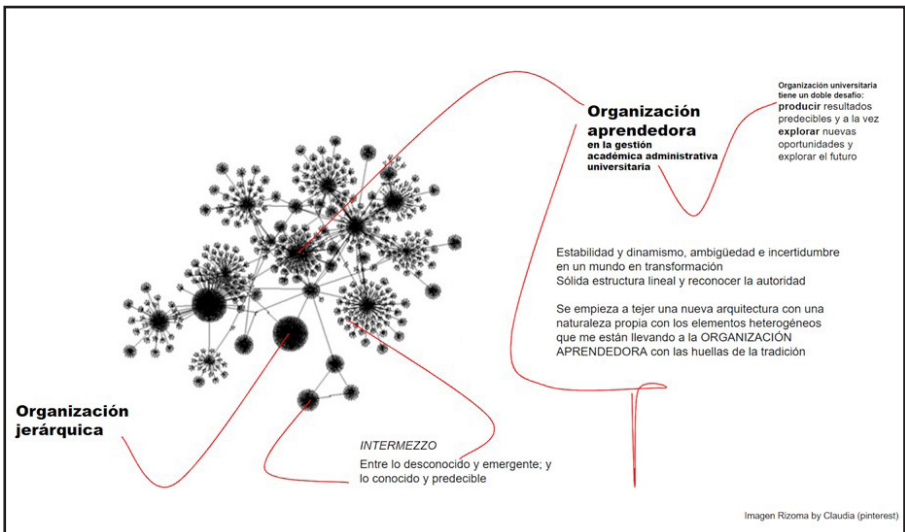 Organización
aprendedora
en la gestión
académica administrativa
universitaria
Organización universitaria
tiene un doble desafío:
producir resultados
predecibles y a la vez
explorar nuevas
oportunidades y
explorar el futuro
Estabilidad y dinamismo, ambigüedad e incertidumbre
en un mundo en transformación
Sólida estructura lineal y reconocer la autoridad
Se empieza a tejer una nueva arquitectura con una
naturaleza propia con los elementos heterogéneos
que me están llevando a la ORGANIZACIÓN
APRENDEDORA con las huellas de la tradición
Organización
jerárquica
INTERMEZZO
Entre lo desconocido y emergente; y
lo conocido y predecible
Imagen Rizoma by Claudia (pinterest)